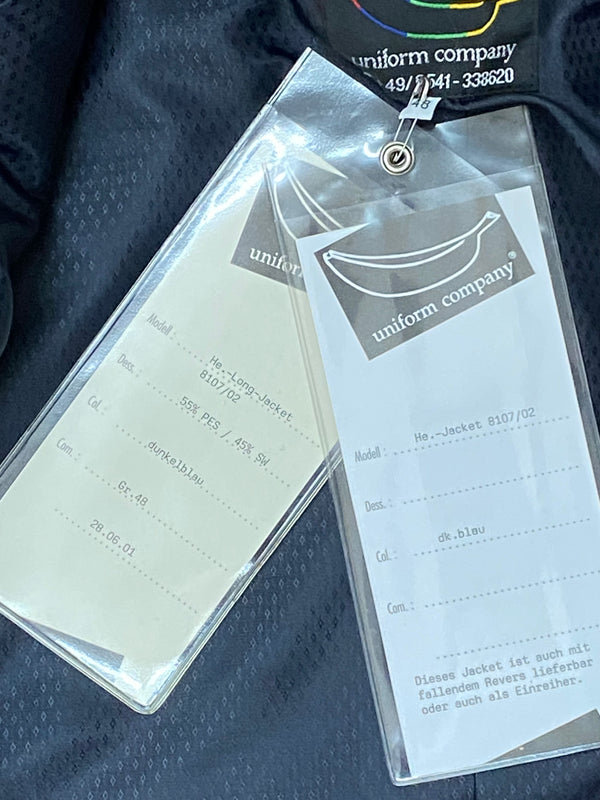 uniform company
49/8541-338620
48
uniform company®
Modell: He.-Long-Jacket
8107/02
Dess.: 55% PES / 45% SW
Col.: dunkelblau
Com.: Gr.48
28.06.01
uniform company®
Modell: He.-Jacket 8107/02
Dess.:
Col.: dk.blau
Com.:
Dieses Jacket ist auch mit
fallendem Revers lieferbar
oder auch als Einreiher.